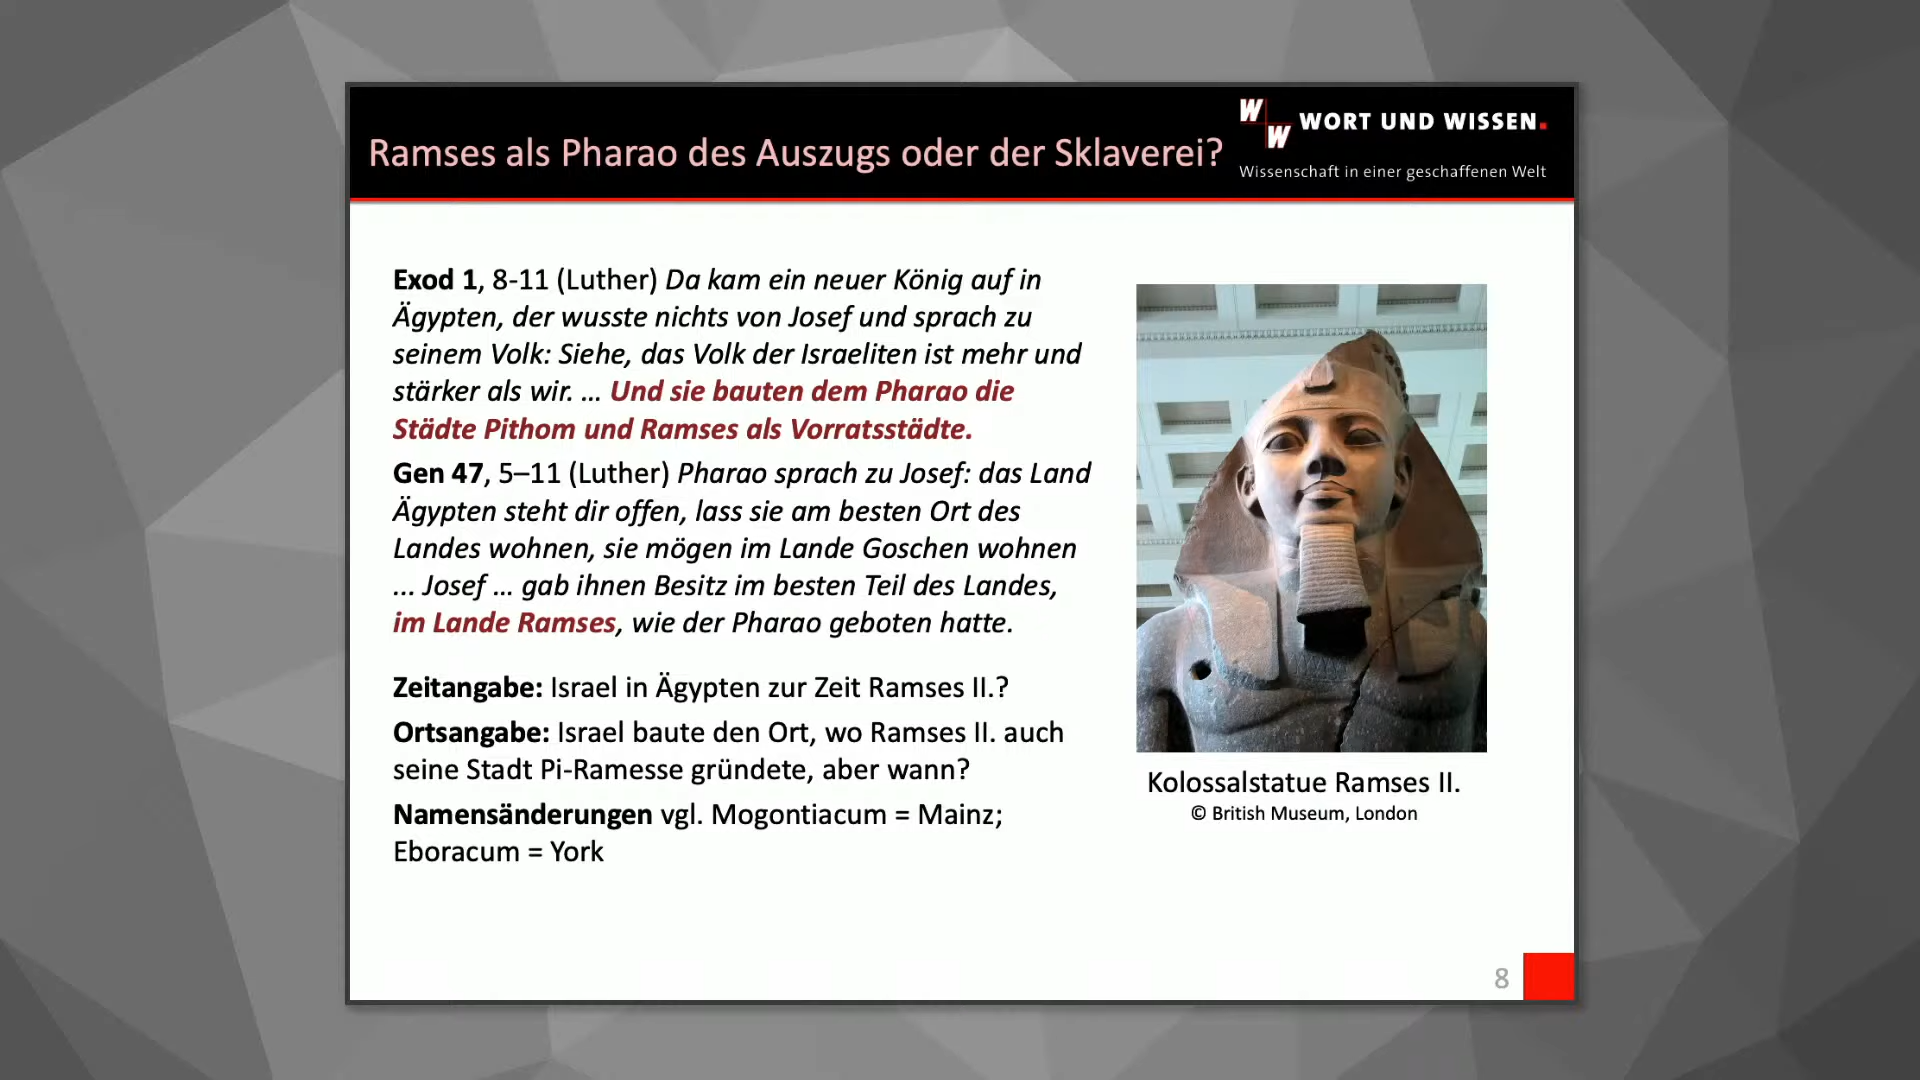 Ramses als Pharao des Auszugs oder der Sklaverei?
W
W
WORT UND WISSEN.
Wissenschaft in einer geschaffenen Welt
Exod 1, 8-11 (Luther) Da kam ein neuer König auf in
Ägypten, der wusste nichts von Josef und sprach zu
seinem Volk: Siehe, das Volk der Israeliten ist mehr und
stärker als wir. ... Und sie bauten dem Pharao die
Städte Pithom und Ramses als Vorratsstädte.
Gen 47, 5–11 (Luther) Pharao sprach zu Josef: das Land
Ägypten steht dir offen, lass sie am besten Ort des
Landes wohnen, sie mögen im Lande Goschen wohnen
... Josef ... gab ihnen Besitz im besten Teil des Landes,
im Lande Ramses, wie der Pharao geboten hatte.
Zeitangabe: Israel in Ägypten zur Zeit Ramses II.?
Ortsangabe: Israel baute den Ort, wo Ramses II. auch
seine Stadt Pi-Ramesse gründete, aber wann?
Namensänderungen vgl. Mogontiacum = Mainz;
Eboracum = York
Kolossalstatue Ramses II.
© British Museum, London
8